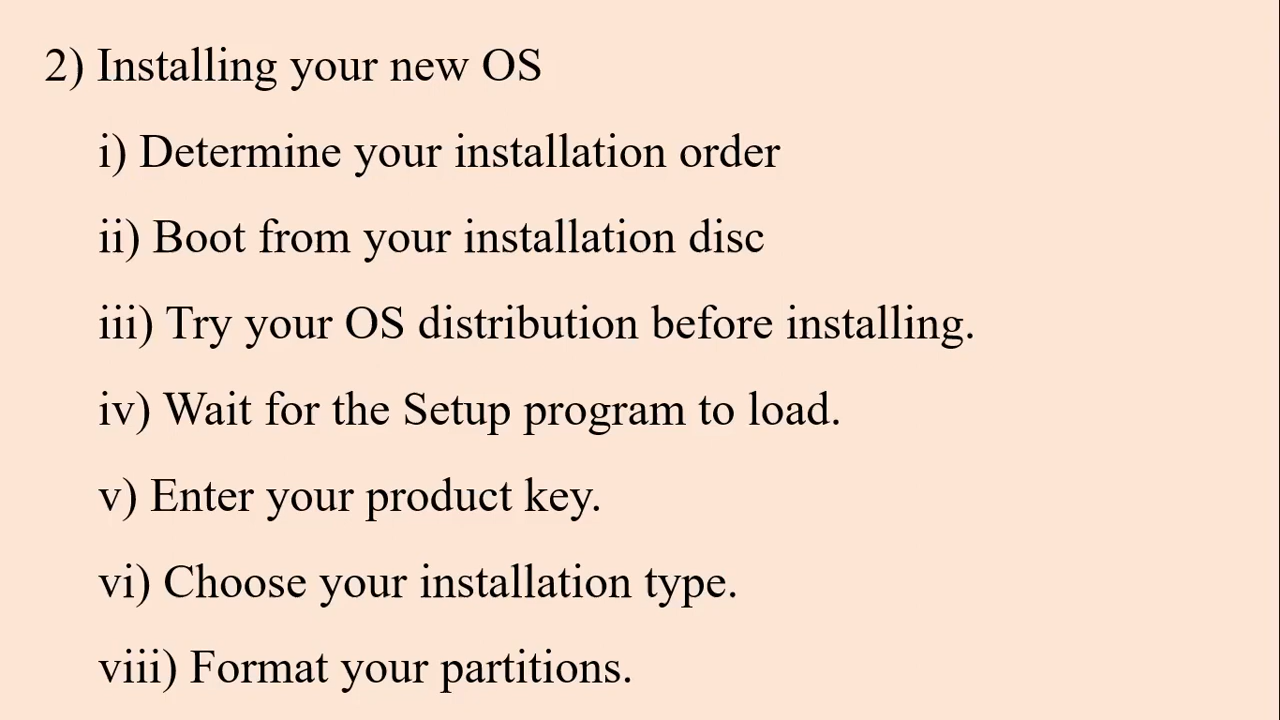 2) Installing your new OS
i) Determine your installation order
ii) Boot from your installation disc
iii) Try your OS distribution before installing.
iv) Wait for the Setup program to load.
v) Enter your product key.
vi) Choose your installation type.
viii) Format your partitions.